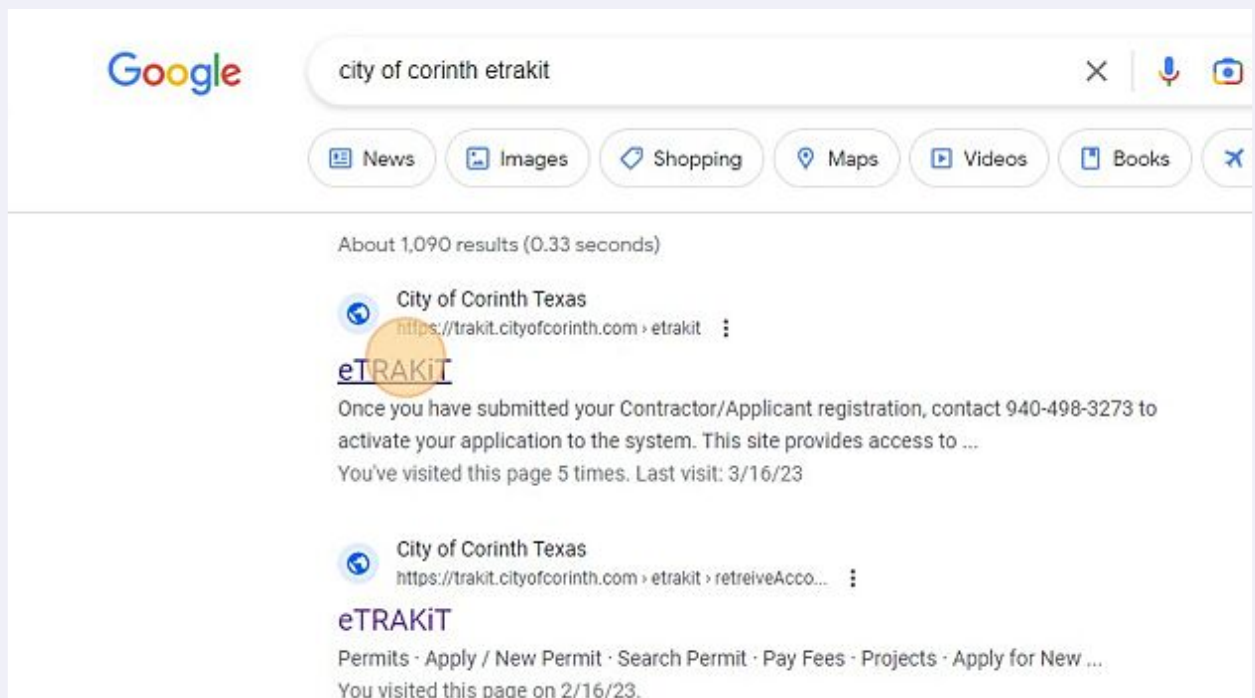 Google
city of corinth etrakit
News Images Shopping Maps Videos Books
About 1,090 results (0.33 seconds)
City of Corinth Texas
https://trakit.cityofcorinth.com › etrakit
eTRAKiT
Once you have submitted your Contractor/Applicant registration, contact 940-498-3273 to
activate your application to the system. This site provides access to ...
You've visited this page 5 times. Last visit: 3/16/23
City of Corinth Texas
https://trakit.cityofcorinth.com › etrakit › retreiveAcco...
eTRAKiT
Permits · Apply / New Permit · Search Permit · Pay Fees · Projects · Apply for New ...
You visited this page on 2/16/23.